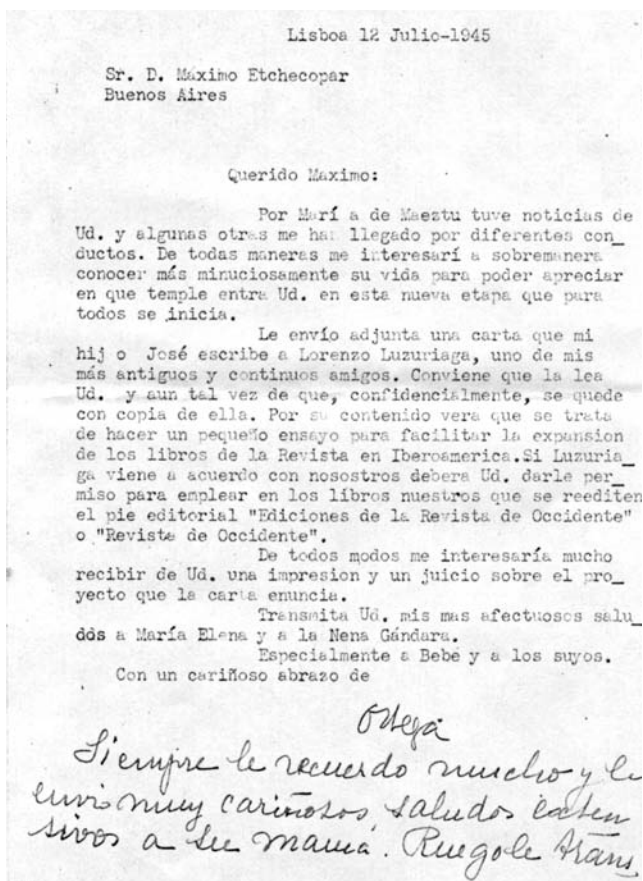 Lisboa 12 Julio-1945
Sr. D. Máximo Etchecopar
Buenos Aires
Querido Maximo:
Por Marí a de Maeztu tuve noticias de
Ud. y algunas otras me han llegado por diferentes con_
ductos. De todas maneras me interesarí a sobremanera
conocer más minuciosamente su vida para poder apreciar
en que temple entra Ud. en esta nueva etapa que para
todos se inicia.
Le envío adjunta una carta que mi
hij o José escribe a Lorenzo Luzuriaga, uno de mis
más antiguos y continuos amigos. Conviene que la lea
Ud. y aun tal vez de que, confidencialmente, se quede
con copia de ella. Por su contenido vera que se trata
de hacer un pequeño ensayo para facilitar la expansion
de los libros de la Revista en Iberoamerica.Si Luzuria_
ga viene a acuerdo con nosostros debera Ud. darle per_
miso para emplear en los libros nuestros que se reediten
el pie editorial "Ediciones de la Revista de Occidente"
o "Revista de Occidente".
De todos modos me interesaría mucho
recibir de Ud. una impresion y un juicio sobre el pro_
yecto que la carta enuncia.
Transmita Ud. mis mas afectuosos salu_
dos a María Elena y a la Nena Gándara.
Especialmente a Bebé y a los suyos.
Con un cariñoso abrazo de
Ortega
Siempre le recuerdo mucho y le
envio muy cariñosos saludos exten
sivos a su mamá. Ruegole trans